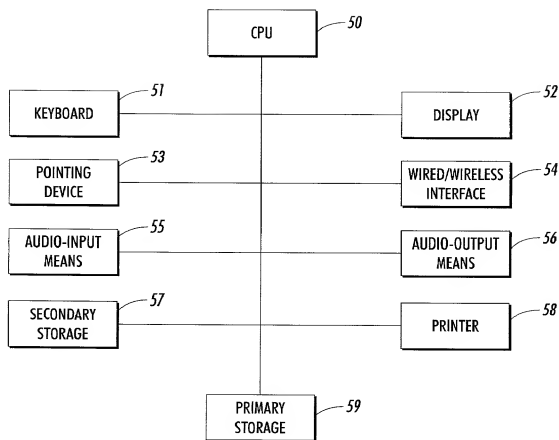 CPU
50
KEYBOARD
51
DISPLAY
52
POINTING
DEVICE
53
WIRED/WIRELESS
INTERFACE
54
AUDIO-INPUT
MEANS
55
AUDIO-OUTPUT
MEANS
56
SECONDARY
STORAGE
57
PRINTER
58
PRIMARY
STORAGE
59